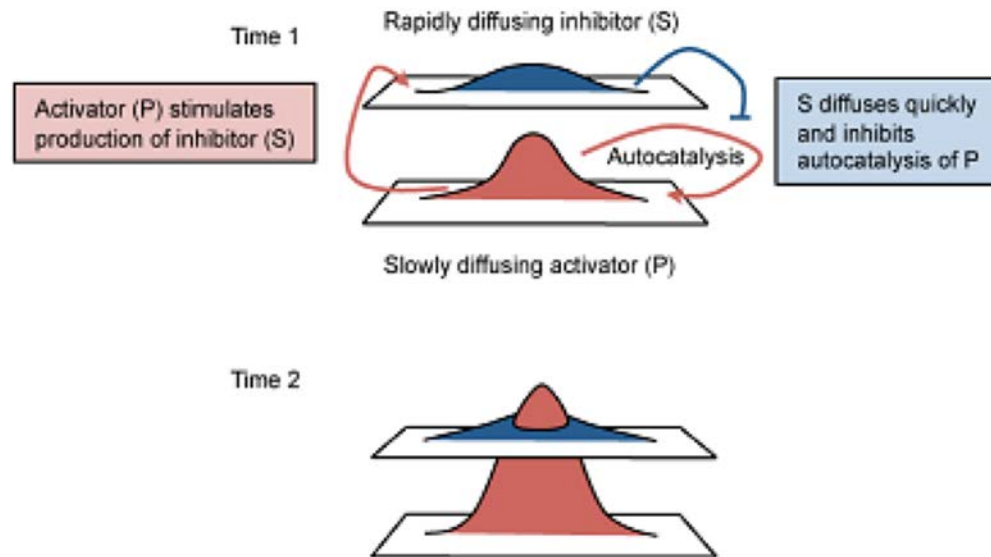 Time 1
Rapidly diffusing inhibitor (S)
Activator (P) stimulates
production of inhibitor (S)
S diffuses quickly
and inhibits
autocatalysis of P
Autocatalysis
Slowly diffusing activator (P)
Time 2